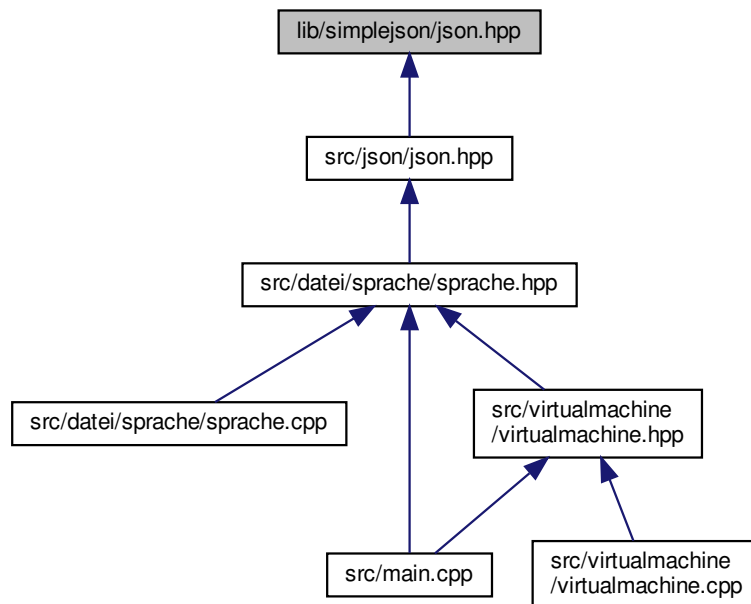 lib/simplejson/json.hpp
src/json/json.hpp
src/datei/sprache/sprache.hpp
src/datei/sprache/sprache.cpp
src/virtualmachine
/virtualmachine.hpp
src/main.cpp
src/virtualmachine
/virtualmachine.cpp